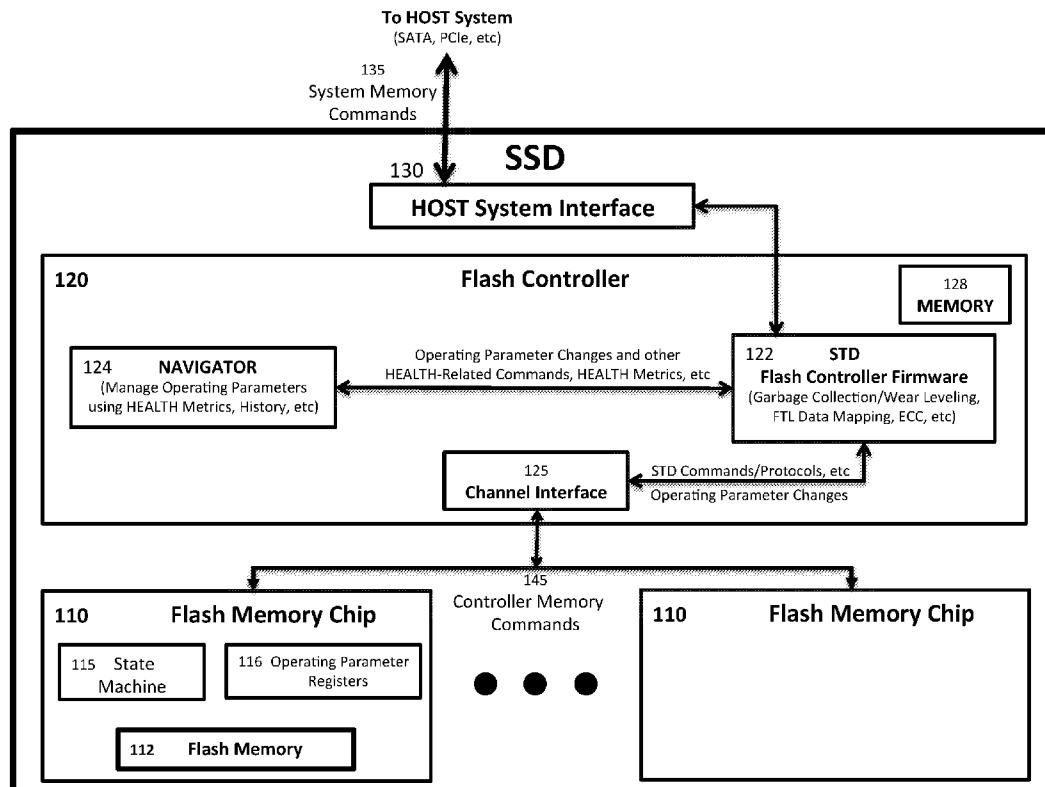 To HOST System
(SATA, PCIe, etc)
135
System Memory
Commands
SSD
130
HOST System Interface
120
Flash Controller
128
MEMORY
124 NAVIGATOR
(Manage Operating Parameters
using HEALTH Metrics, History, etc)
Operating Parameter Changes and other
HEALTH-Related Commands, HEALTH Metrics, etc
122 STD
Flash Controller Firmware
(Garbage Collection/Wear Leveling,
FTL Data Mapping, ECC, etc)
125
Channel Interface
STD Commands/Protocols, etc
Operating Parameter Changes
145
Controller Memory
Commands
110 Flash Memory Chip
115 State
Machine
116 Operating Parameter
Registers
112 Flash Memory
110 Flash Memory Chip